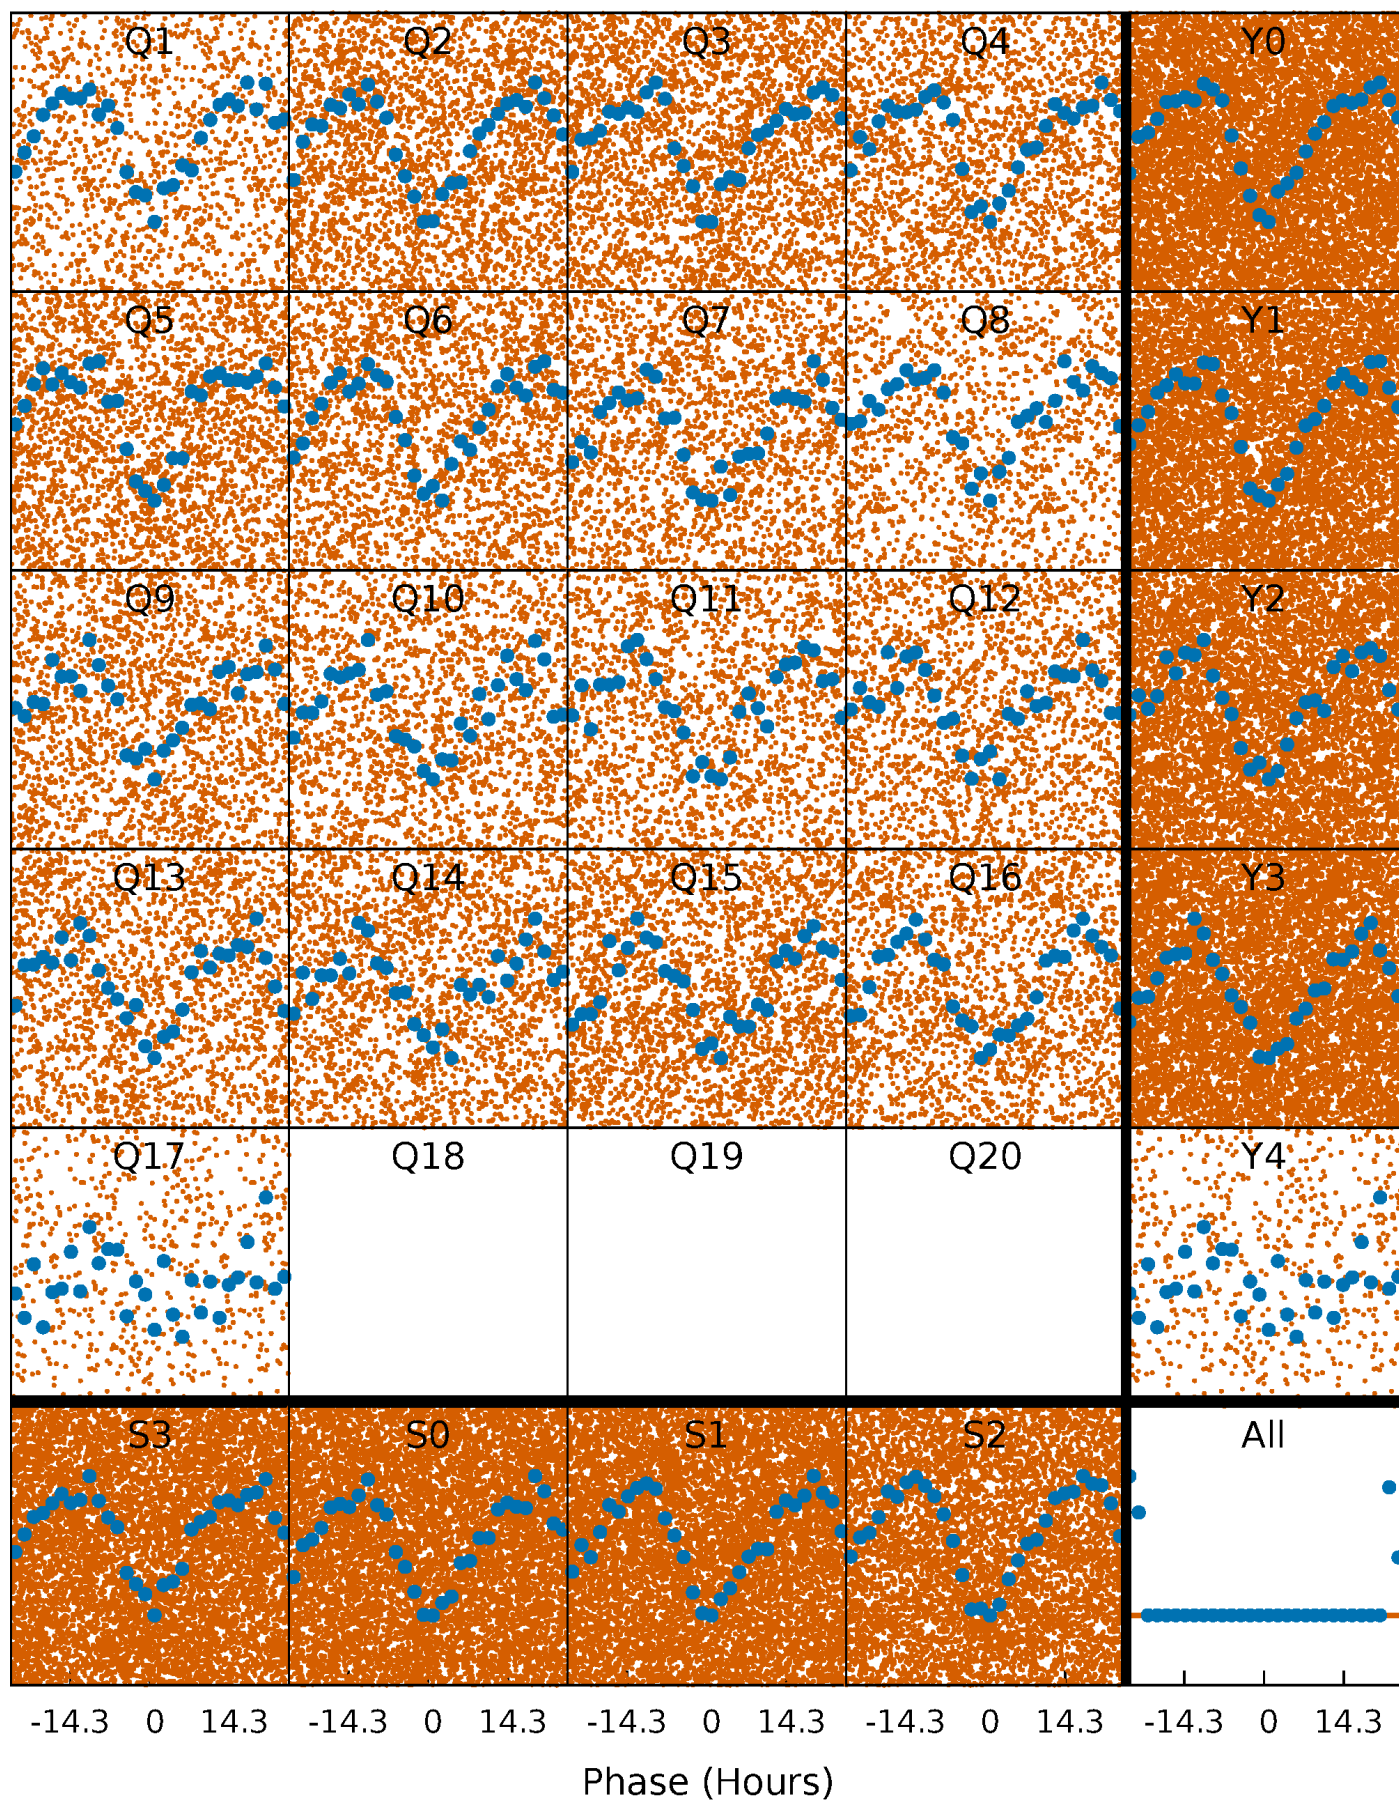 Q1 Q2 Q3 Q4 Y0
Q5 Q6 Q7 Q8 Y1
Q9 Q10 Q11 Q12 Y2
Q13 Q14 Q15 Q16 Y3
Q17 Q18 Q19 Q20 Y4
S3 S0 S1 S2 All
-14.3 0 14.3 -14.3 0 14.3 -14.3 0 14.3 -14.3 0 14.3 -14.3 0 14.3
Phase (Hours)